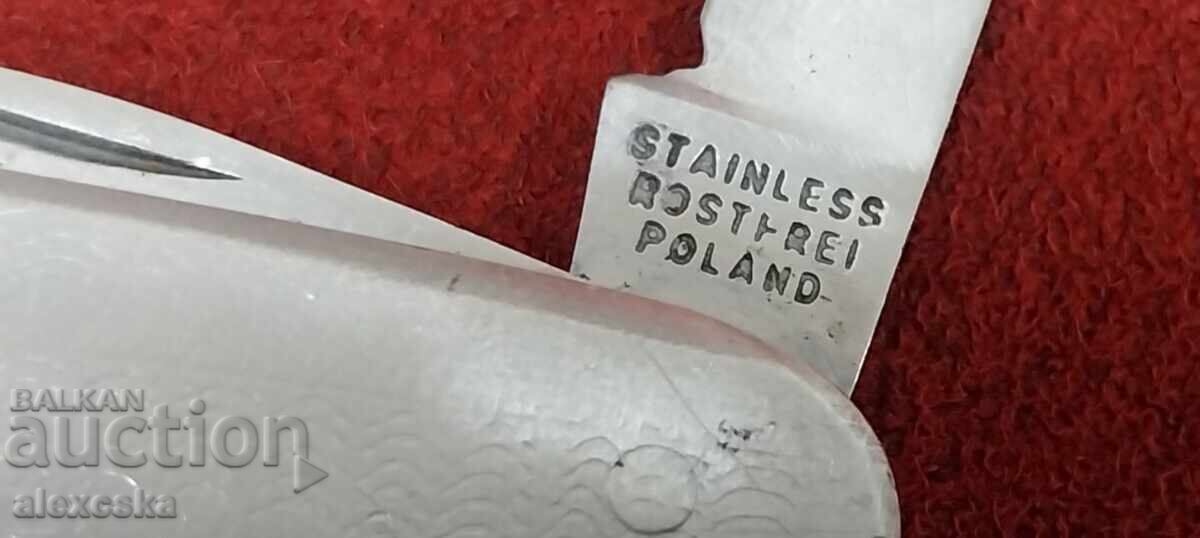 STAINLESS
ROSTFREI
POLAND
BALKAN
auction
alexcska